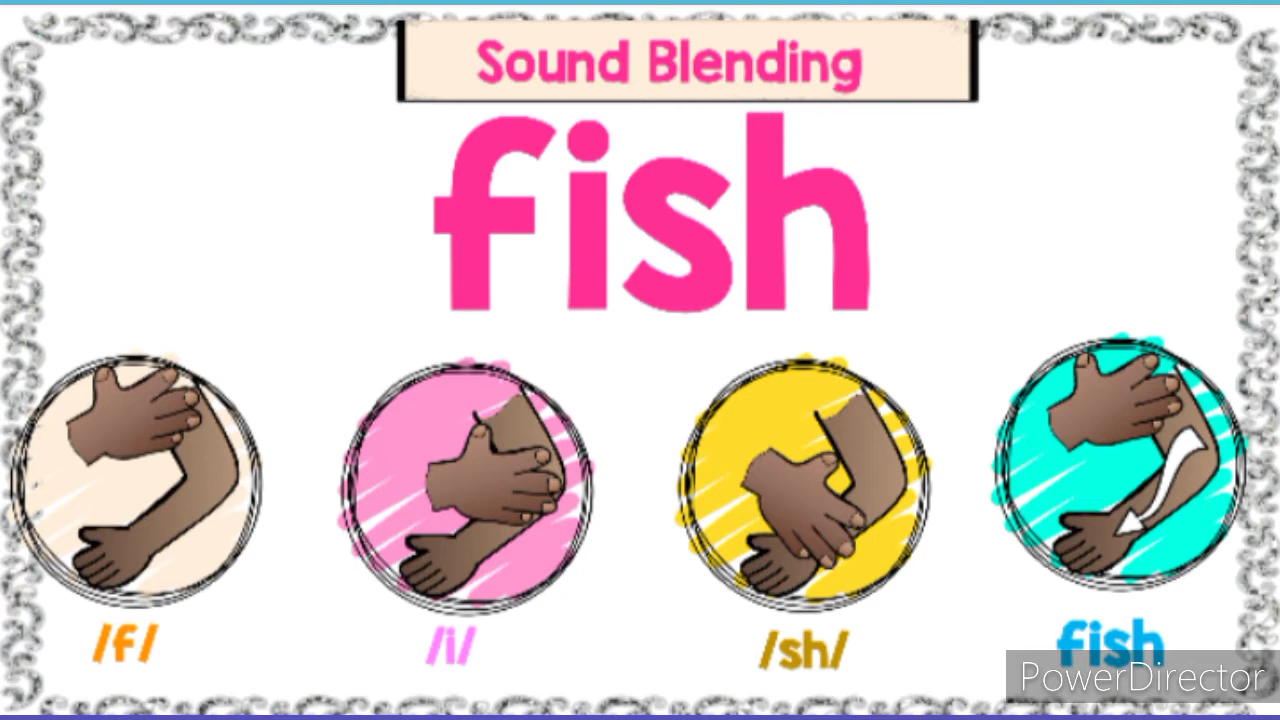 Sound Blending
fish
/f/
/i/
/sh/
fish
PowerDirector